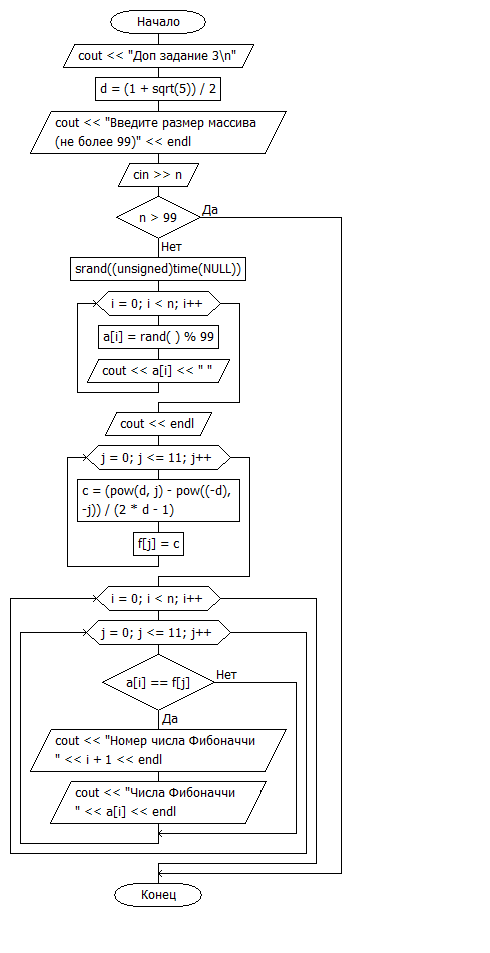 Начало
cout << "Доп задание 3\n"
d = (1 + sqrt(5)) / 2
cout << "Введите размер массива
(не более 99)" << endl
cin >> n
n > 99
Да
Нет
srand((unsigned)time(NULL))
i = 0; i < n; i++
a[i] = rand( ) % 99
cout << a[i] << " "
cout << endl
j = 0; j <= 11; j++
c = (pow(d, j) - pow((-d),
-j)) / (2 * d - 1)
f[j] = c
i = 0; i < n; i++
j = 0; j <= 11; j++
a[i] == f[j]
Нет
Да
cout << "Номер числа Фибоначчи
" << i + 1 << endl
cout << "Числа Фибоначчи
" << a[i] << endl
Конец